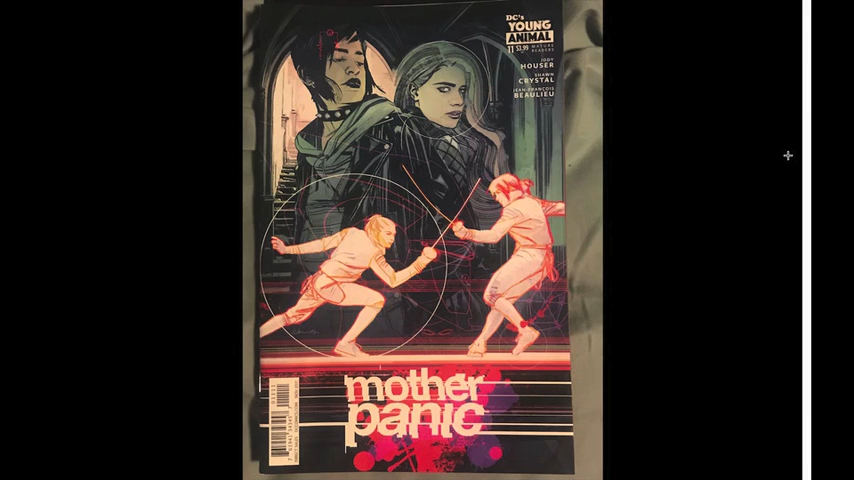 DC's
YOUNG
ANIMAL
11 $3.99 MATURE
READERS
JODY
HOUSER
SHAWN
CRYSTAL
JEAN-FRANCOIS
BEAULIEU
mother
panic